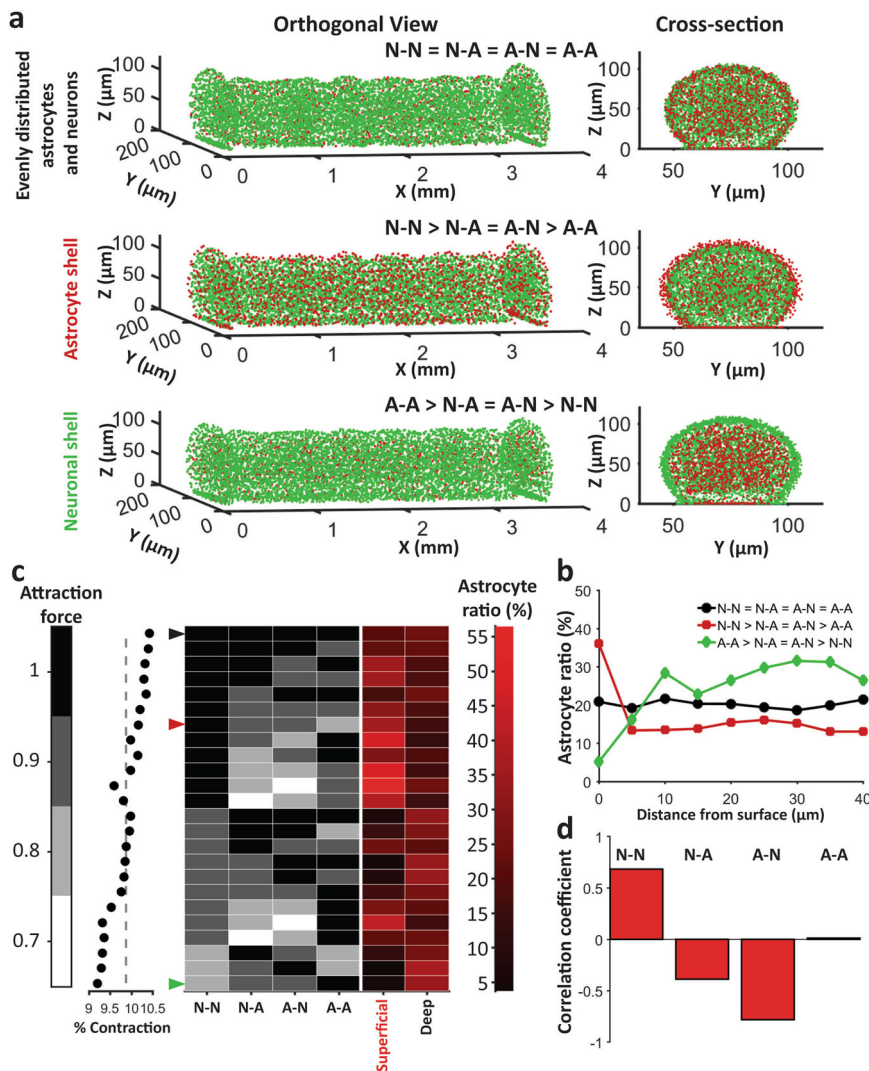 a
Orthogonal View
Cross-section
Evenly distributed
astrocytes
and neurons
N-N = N-A = A-N = A-A
Z (µm)
100
50
0
200
100
0
Y (µm)
0
1
2
3
4
X (mm)
Z (µm)
100
50
0
50
100
Y (µm)
Astrocyte shell
N-N > N-A = A-N > A-A
Z (µm)
100
50
0
200
100
0
Y (µm)
0
1
2
3
4
X (mm)
Z (µm)
100
50
0
50
100
Y (µm)
Neuronal shell
A-A > N-A = A-N > N-N
Z (µm)
100
50
0
200
100
0
Y (µm)
0
1
2
3
4
X (mm)
Z (µm)
100
50
0
50
100
Y (µm)
c
Attraction
force
1
0.9
0.8
0.7
9
9.5
10
10.5
% Contraction
N-N
N-A
A-N
A-A
Superficial
Deep
Astrocyte
ratio (%)
55
50
45
40
35
30
25
20
15
10
5
b
Astrocyte ratio (%)
50
40
30
20
10
0
N-N = N-A = A-N = A-A
N-N > N-A = A-N > A-A
A-A > N-A = A-N > N-N
0
10
20
30
40
Distance from surface (µm)
d
Correlation coefficient
1
0.5
0
-0.5
-1
N-N
N-A
A-N
A-A